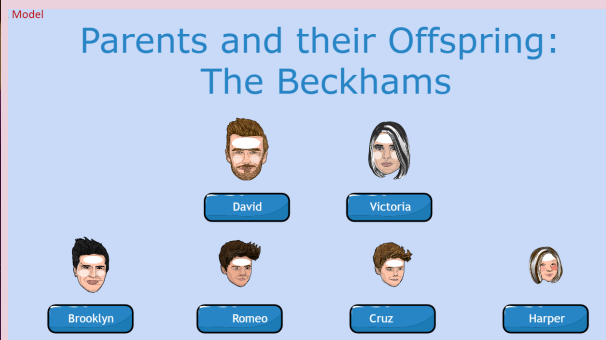 Model
Parents and their Offspring:
The Beckhams
David
Victoria
Brooklyn
Romeo
Cruz
Harper